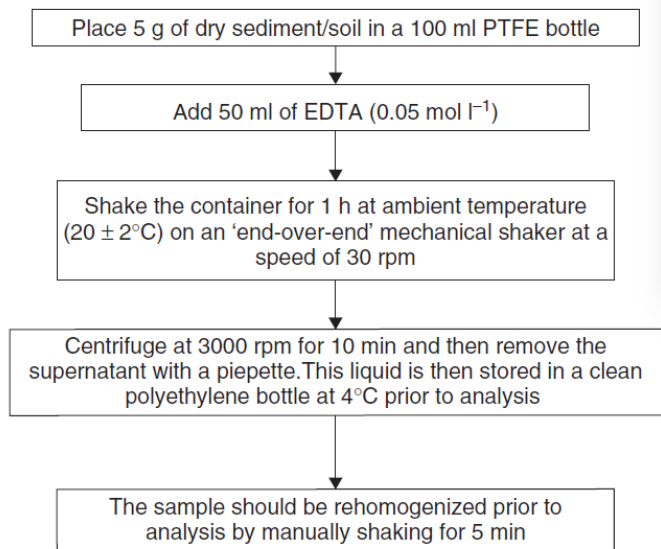 Place 5 g of dry sediment/soil in a 100 ml PTFE bottle
Add 50 ml of EDTA (0.05 mol l⁻¹)
Shake the container for 1 h at ambient temperature
(20 ± 2°C) on an ‘end-over-end’ mechanical shaker at a
speed of 30 rpm
Centrifuge at 3000 rpm for 10 min and then remove the
supernatant with a piepette.This liquid is then stored in a clean
polyethylene bottle at 4°C prior to analysis
The sample should be rehomogenized prior to
analysis by manually shaking for 5 min